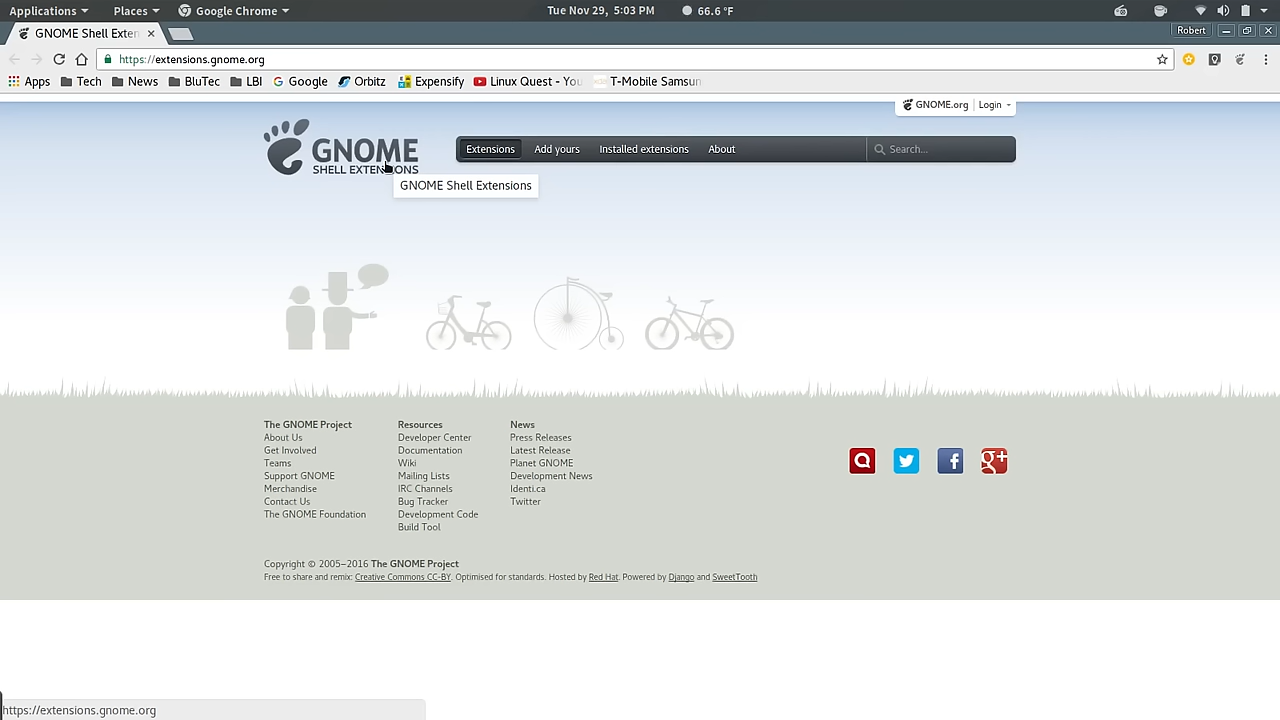 Applications Places Google Chrome Tue Nov 29, 5:03 PM 66.6 °F
GNOME Shell Exten Robert
https://extensions.gnome.org
Apps Tech News BluTec LBI Google Orbitz Expensify Linux Quest - You T-Mobile Samsun
GNOME.org Login
GNOME
SHELL EXTENSIONS
Extensions Add yours Installed extensions About Search...
GNOME Shell Extensions
The GNOME Project Resources News
About Us Developer Center Press Releases
Get Involved Documentation Latest Release
Teams Wiki Planet GNOME
Support GNOME Mailing Lists Development News
Merchandise IRC Channels Identi.ca
Contact Us Bug Tracker Twitter
The GNOME Foundation Development Code
Build Tool
Copyright © 2005–2016 The GNOME Project
Free to share and remix: Creative Commons CC-BY. Optimised for standards. Hosted by Red Hat. Powered by Django and SweetTooth
https://extensions.gnome.org